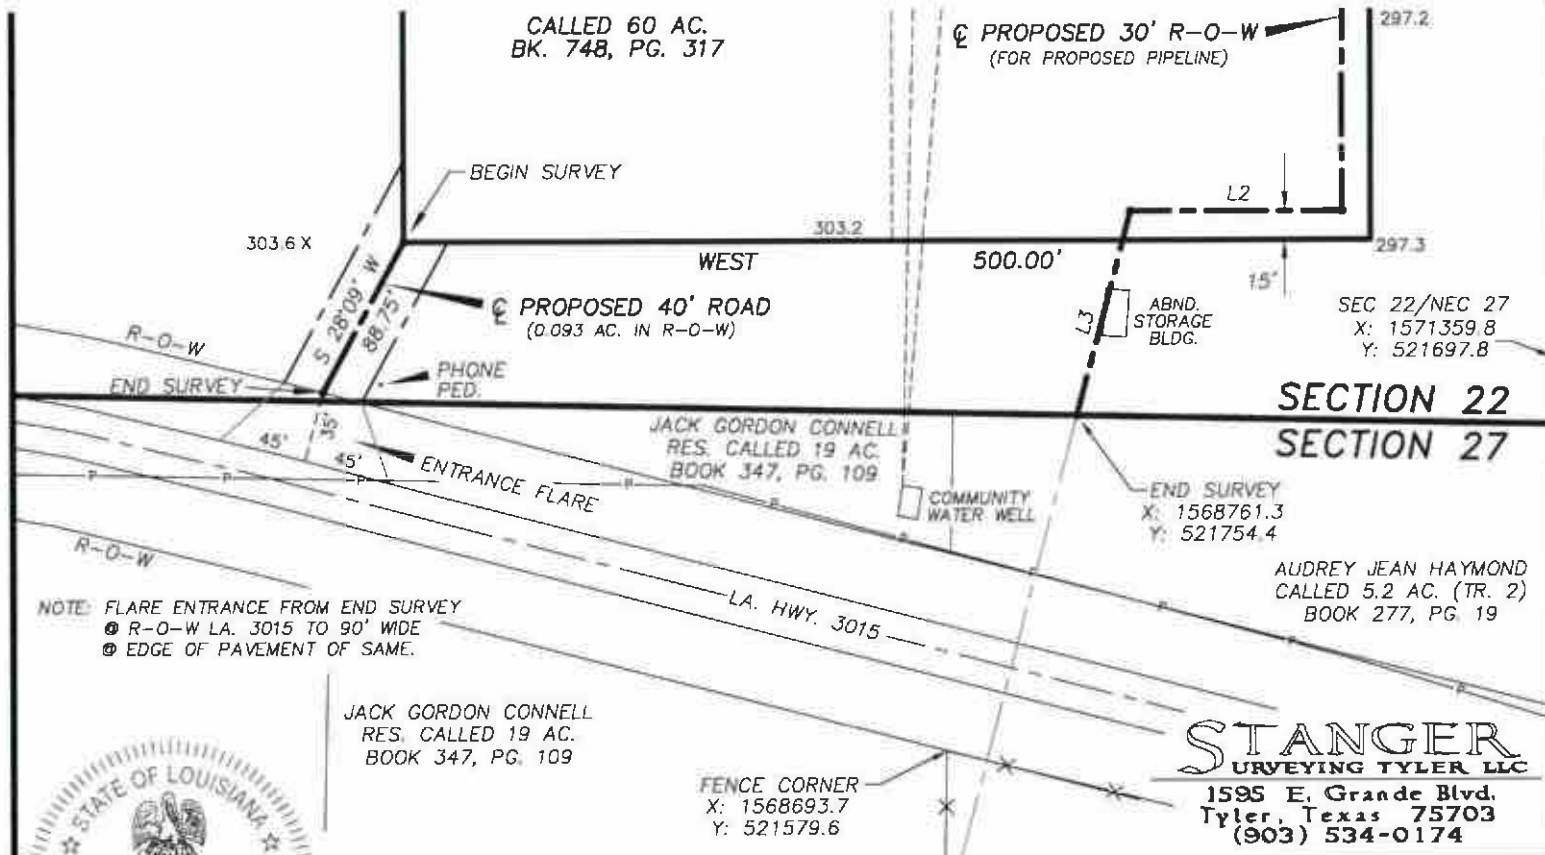 CALLED 60 AC.
BK. 748, PG. 317
℄ PROPOSED 30' R-O-W
(FOR PROPOSED PIPELINE)
297.2
BEGIN SURVEY
L2
303.6 X
303.2
297.3
WEST
500.00'
15'
S 28°09' W
88.75'
℄ PROPOSED 40' ROAD
(0.093 AC. IN R-O-W)
L3
ABND.
STORAGE
BLDG.
SEC 22/NEC 27
X: 1571359.8
Y: 521697.8
R-O-W
END SURVEY
PHONE
PED.
SECTION 22
SECTION 27
45'
35'
45'
ENTRANCE FLARE
P
P
P
P
P
P
P
P
P
JACK GORDON CONNELL
RES. CALLED 19 AC.
BOOK 347, PG. 109
COMMUNITY
WATER WELL
END SURVEY
X: 1568761.3
Y: 521754.4
R-O-W
AUDREY JEAN HAYMOND
CALLED 5.2 AC. (TR. 2)
BOOK 277, PG. 19
NOTE: FLARE ENTRANCE FROM END SURVEY
@ R-O-W LA. 3015 TO 90' WIDE
@ EDGE OF PAVEMENT OF SAME.
LA. HWY. 3015
JACK GORDON CONNELL
RES. CALLED 19 AC.
BOOK 347, PG. 109
FENCE CORNER
X: 1568693.7
Y: 521579.6
STANGER
URVEYING TYLER LLC
1595 E. Grande Blvd.
Tyler, Texas 75703
(903) 534-0174
STATE OF LOUISIANA